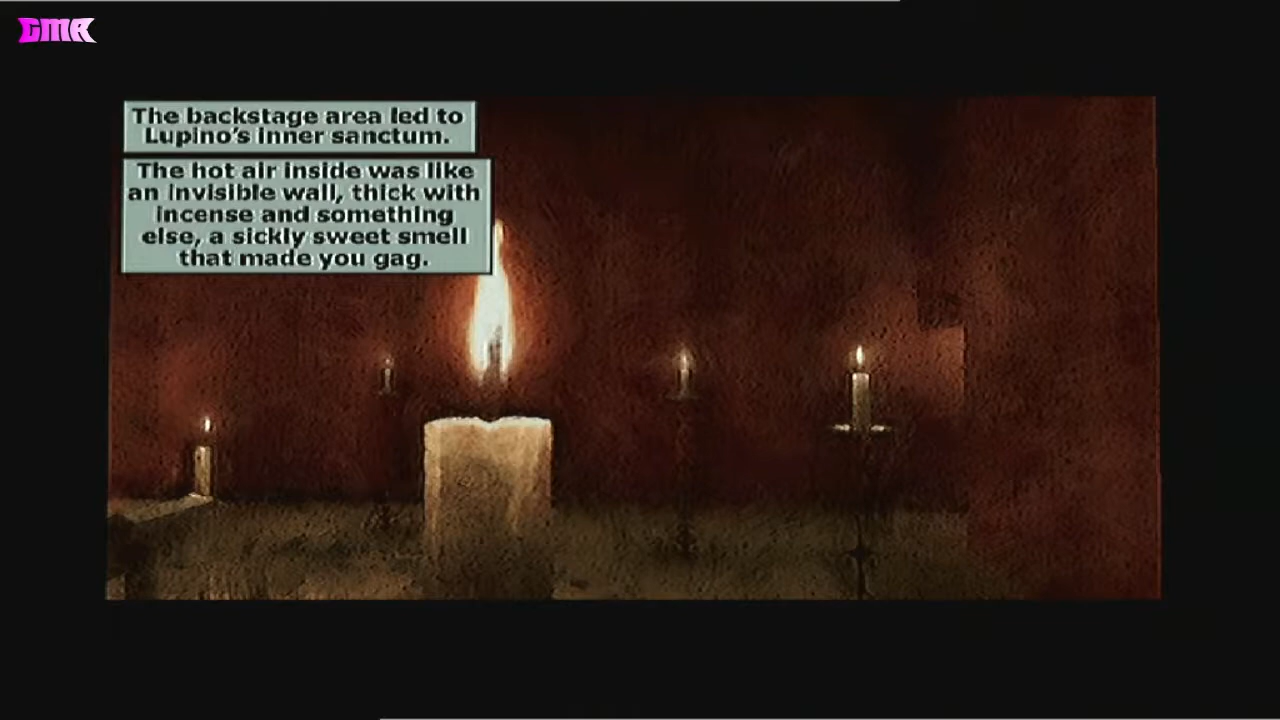 GMR
The backstage area led to
Lupino's inner sanctum.
The hot air inside was like
an invisible wall, thick with
incense and something
else, a sickly sweet smell
that made you gag.